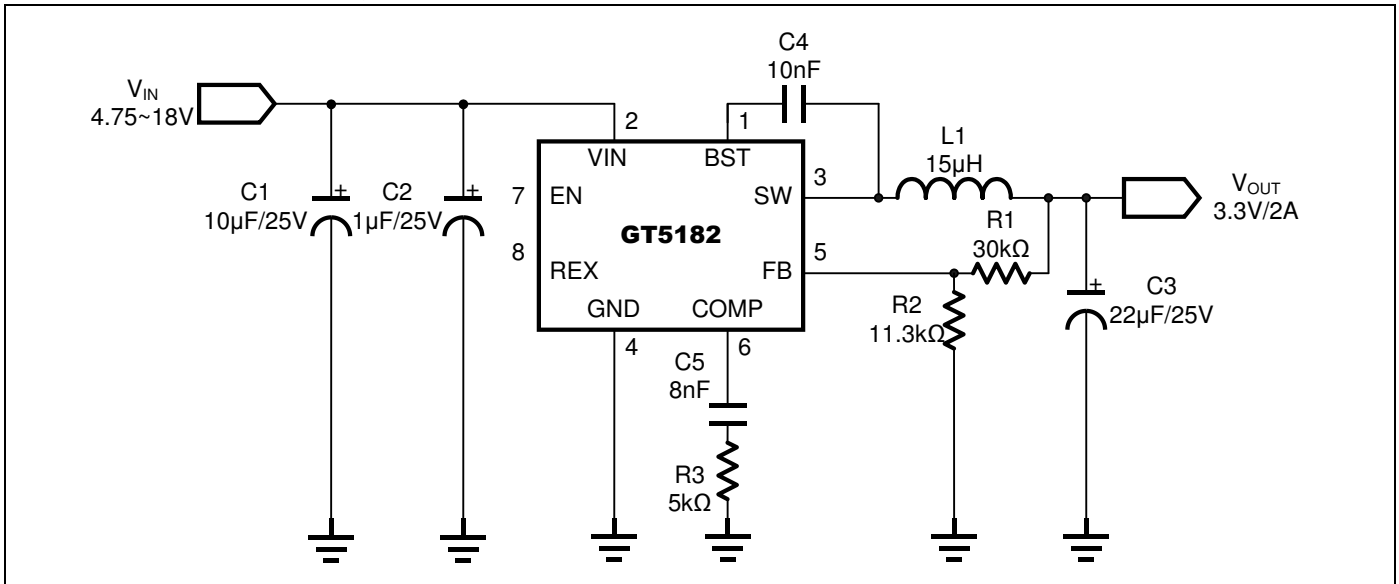 C4
10nF
V_IN
4.75~18V
2
1
VIN
BST
L1
15µH
C1
10µF/25V
C2
1µF/25V
7
EN
SW
3
V_OUT
3.3V/2A
GT5182
R1
30kΩ
8
REX
FB
5
GND
COMP
R2
11.3kΩ
C3
22µF/25V
4
6
C5
8nF
R3
5kΩ
+
+
+